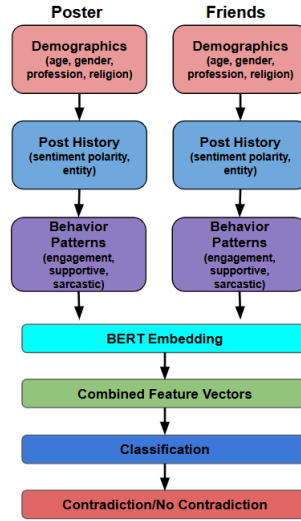 Poster
Demographics
(age, gender,
profession, religion)
Post History
(sentiment polarity,
entity)
Behavior
Patterns
(engagement,
supportive,
sarcastic)
Friends
Demographics
(age, gender,
profession, religion)
Post History
(sentiment polarity,
entity)
Behavior
Patterns
(engagement,
supportive,
sarcastic)
BERT Embedding
Combined Feature Vectors
Classification
Contradiction/No Contradiction